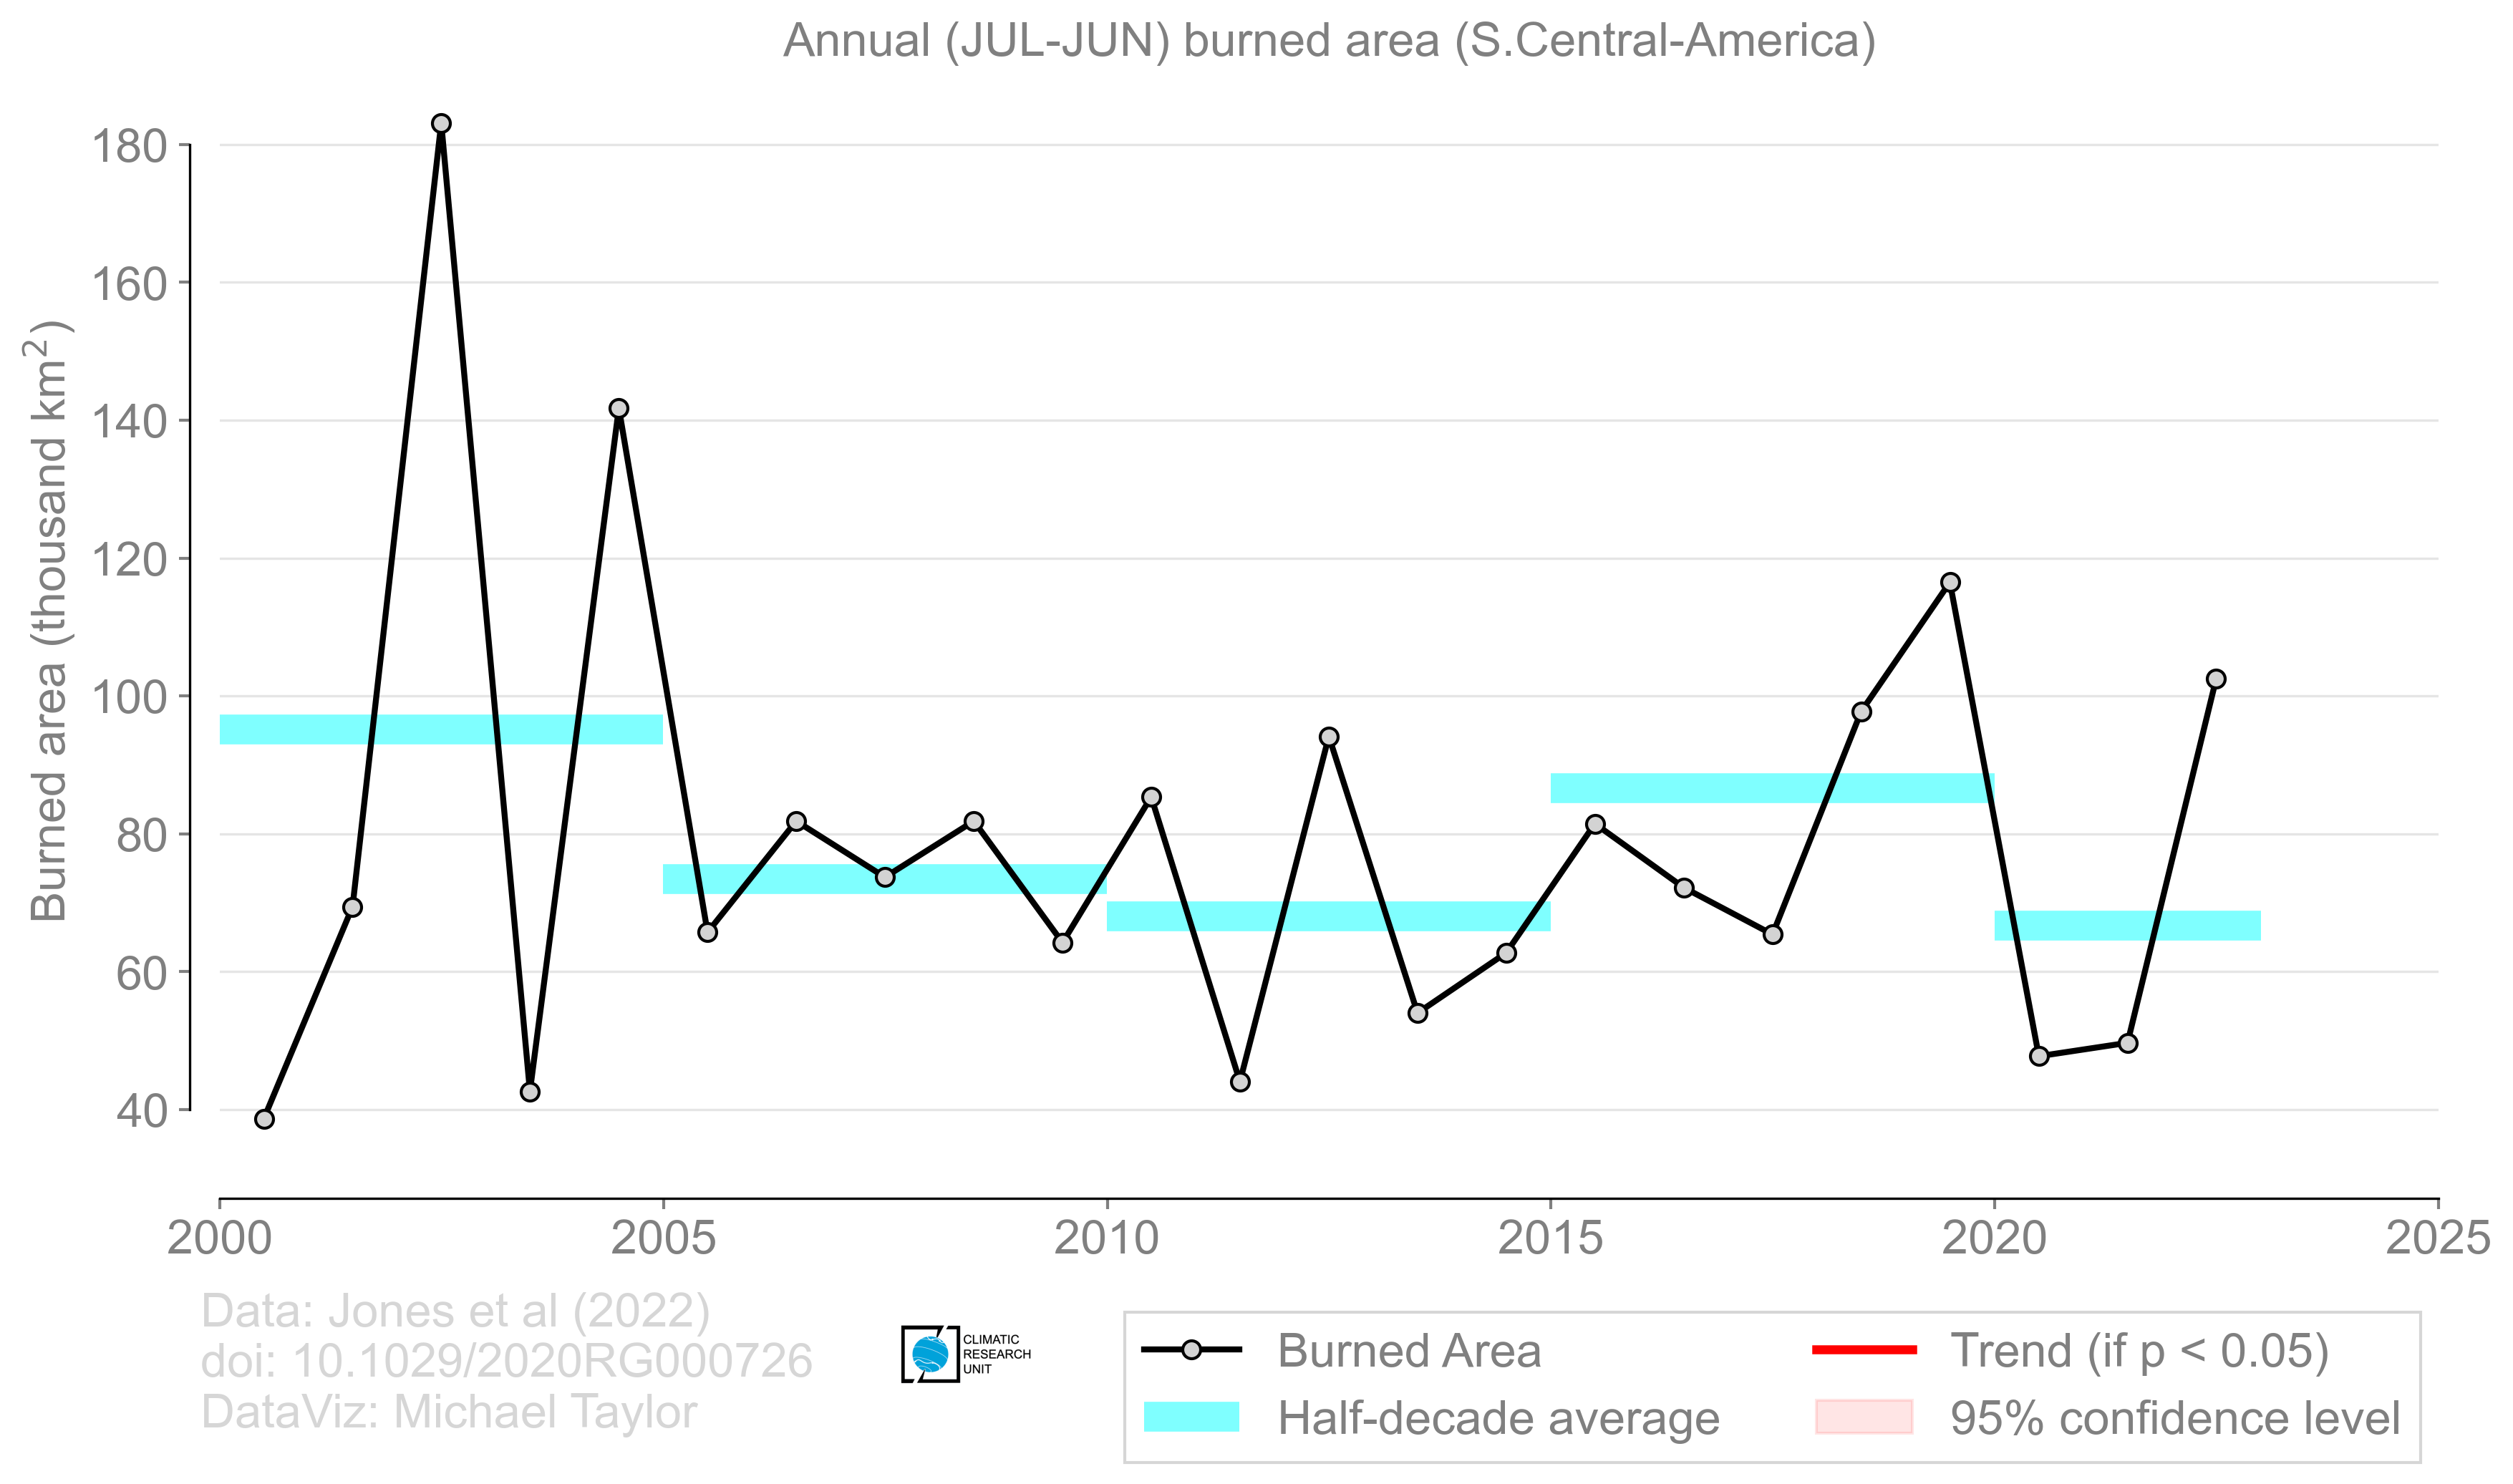 Annual (JUL-JUN) burned area (S.Central-America)
Burned area (thousand km²)
180
160
140
120
100
80
60
40
2000 2005 2010 2015 2020 2025
Data: Jones et al (2022)
doi: 10.1029/2020RG000726
DataViz: Michael Taylor
CLIMATIC
RESEARCH
UNIT
Burned Area
Half-decade average
Trend (if p < 0.05)
95% confidence level